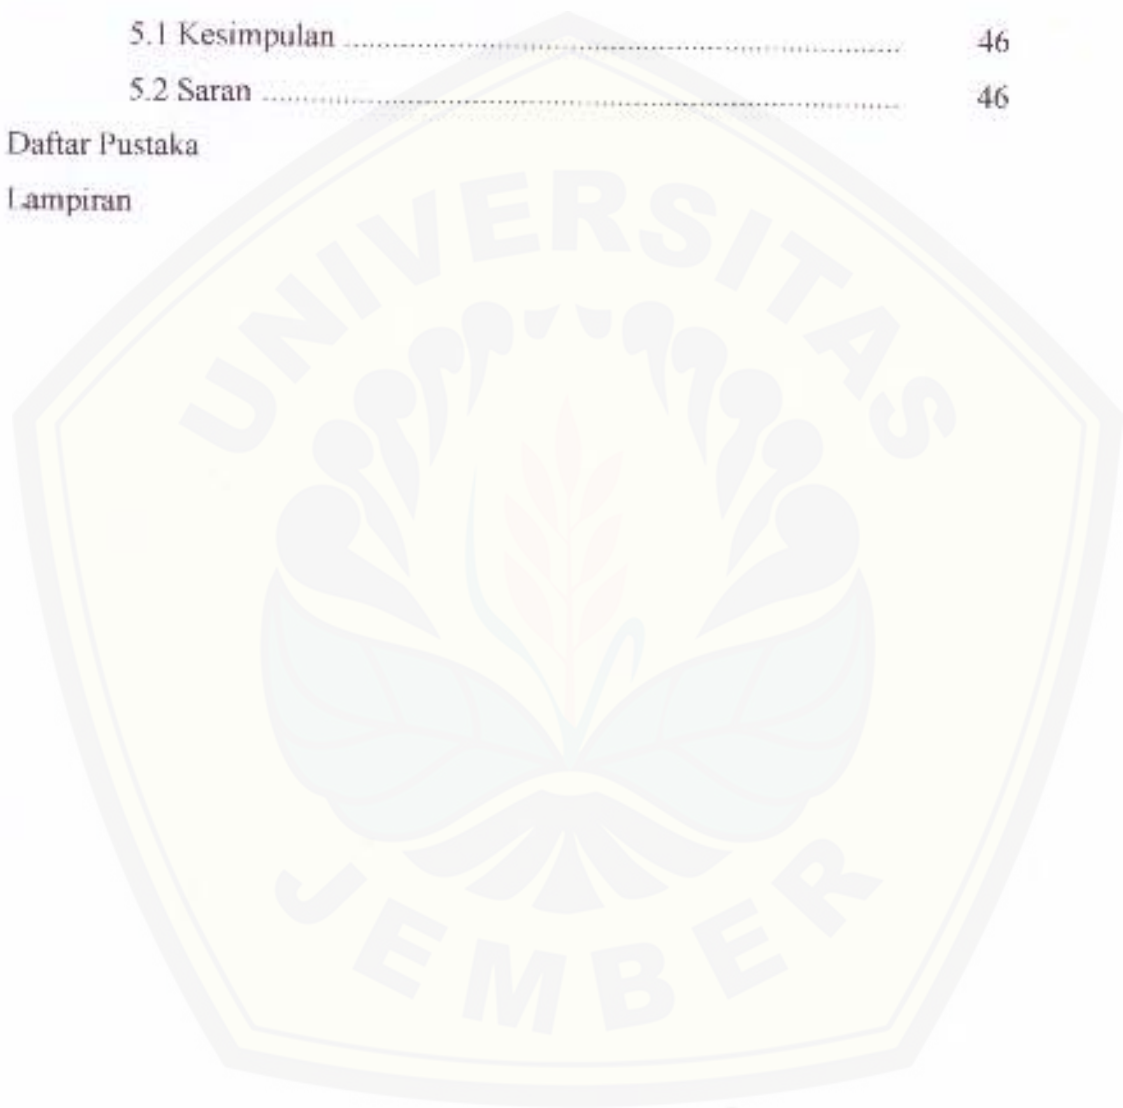 5.1 Kesimpulan ........................................................................ 46
5.2 Saran ........................................................................ 46
Daftar Pustaka
Lampiran
UNIVERSITAS
JEMBER